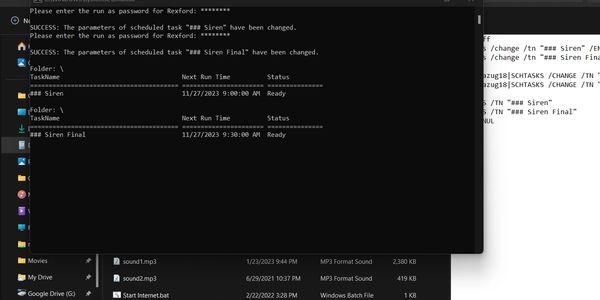 Please enter the run as password for Rexford: ********
SUCCESS: The parameters of scheduled task "### Siren" have been changed.
Please enter the run as password for Rexford: ********
SUCCESS: The parameters of scheduled task "### Siren Final" have been changed.
Folder: \
TaskName Next Run Time Status
======================================== ====================== ===============
### Siren 11/27/2023 9:00:00 AM Ready
Folder: \
TaskName Next Run Time Status
======================================== ====================== ===============
### Siren Final 11/27/2023 9:30:00 AM Ready
ff
s /change /tn "### Siren" /EN
s /change /tn "### Siren Fina
azug18|SCHTASKS /CHANGE /TN "
azug18|SCHTASKS /CHANGE /TN "
S /TN "### Siren"
S /TN "### Siren Final"
NUL
Movies
My Drive
Google Drive (G:)
sound1.mp3 1/23/2023 9:44 PM MP3 Format Sound 2,380 KB
sound2.mp3 6/29/2021 10:37 PM MP3 Format Sound 419 KB
Start Internet.bat 2/22/2022 3:28 PM Windows Batch File 1 KB